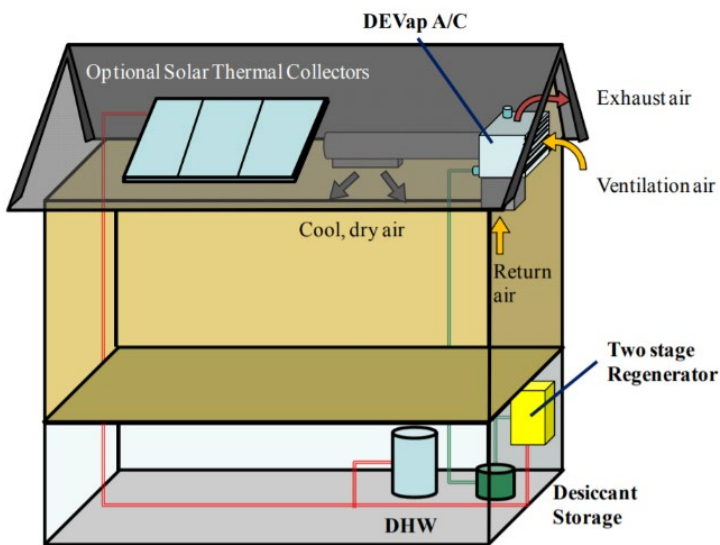 DEVap A/C
Optional Solar Thermal Collectors
Exhaust air
Ventilation air
Cool, dry air
Return
air
Two stage
Regenerator
Desiccant
Storage
DHW